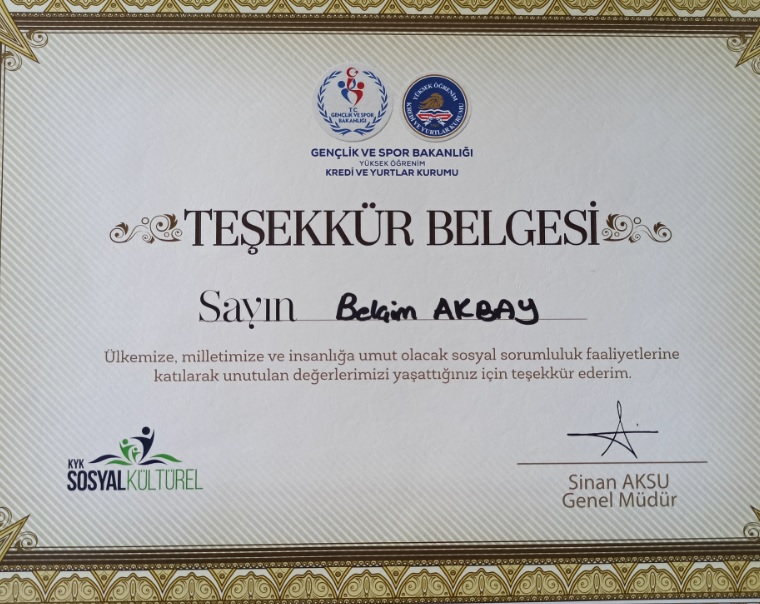 T.C.
GENÇLİK VE SPOR
BAKANLIĞI
YÜKSEK ÖĞRENİM
KREDİ VE YURTLAR KURUMU
GENÇLİK VE SPOR BAKANLIĞI
YÜKSEK ÖĞRENİM
KREDİ VE YURTLAR KURUMU
TEŞEKKÜR BELGESİ
Sayın Belgim AKBAY
Ülkemize, milletimize ve insanlığa umut olacak sosyal sorumluluk faaliyetlerine
katılarak unutulan değerlerimizi yaşattığınız için teşekkür ederim.
KYK
SOSYALKÜLTÜREL
Sinan AKSU
Genel Müdür